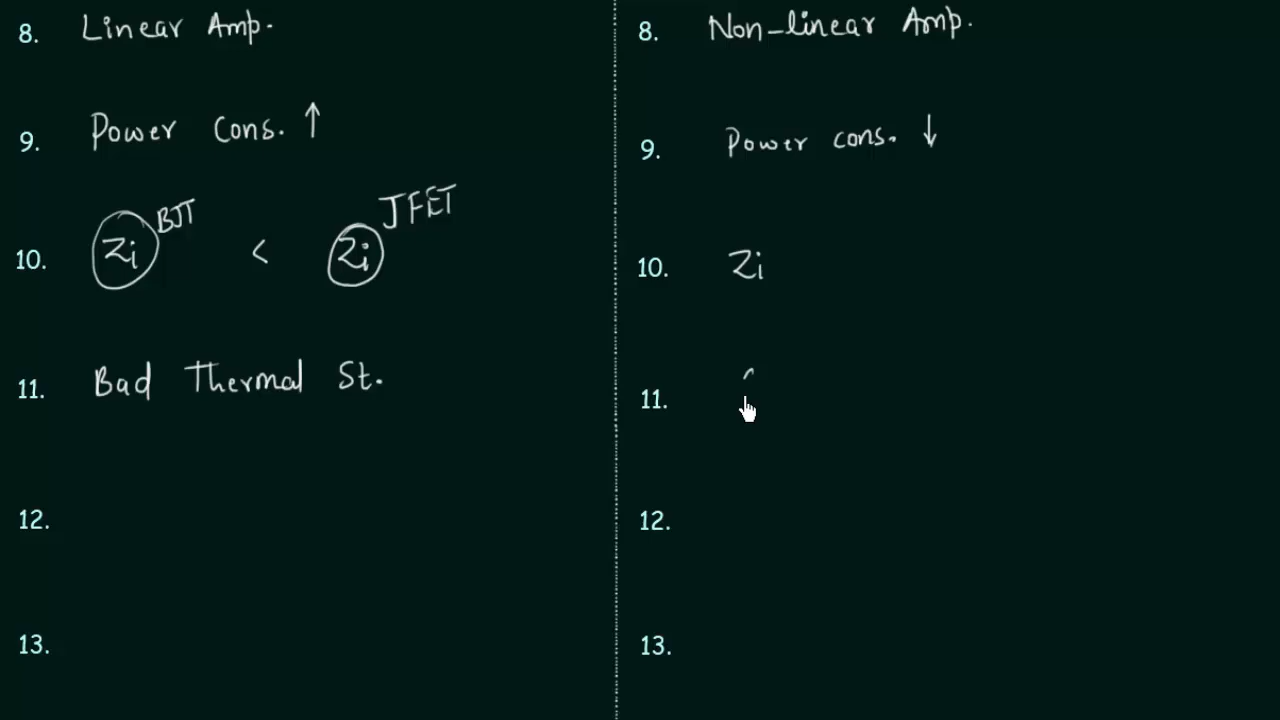 8. Linear Amp.
9. Power Cons. ↑
10. Zi BJT < Zi JFET
11. Bad Thermal St.
12.
13.
8. Non-linear Amp.
9. Power cons. ↓
10. Zi
11.
12.
13.